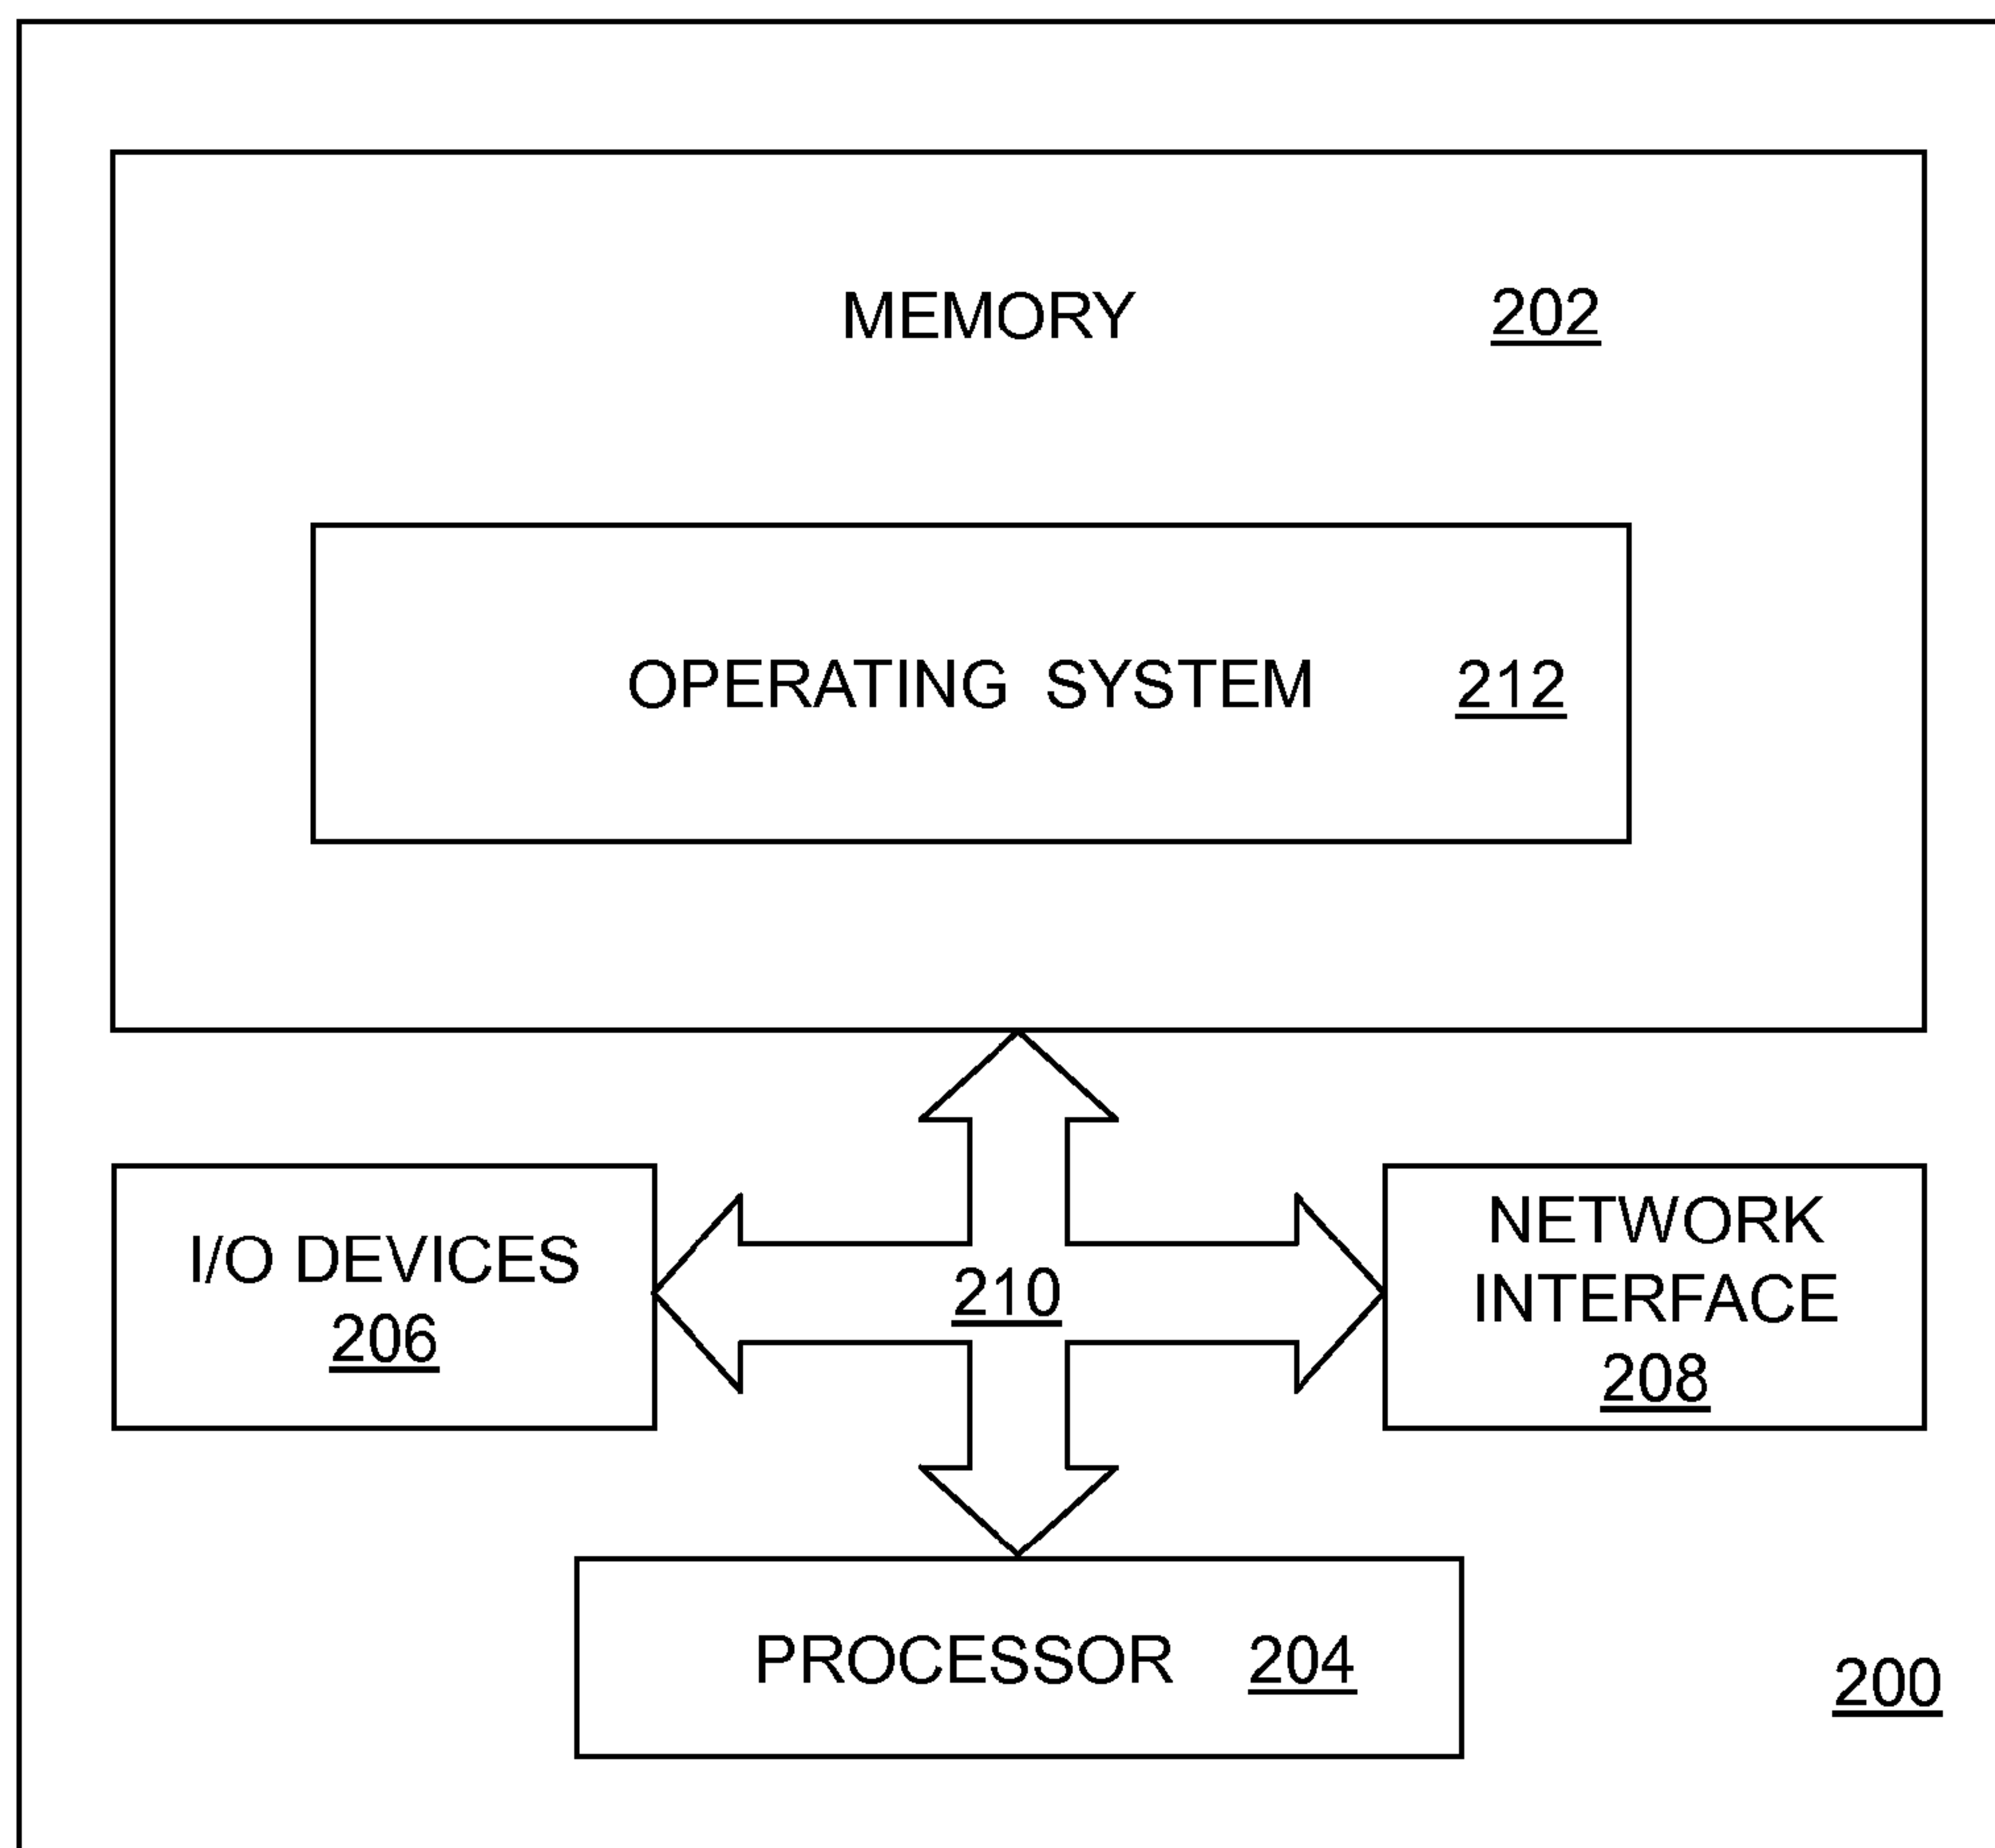 MEMORY 202
OPERATING SYSTEM 212
I/O DEVICES
206
210
NETWORK
INTERFACE
208
PROCESSOR 204
200